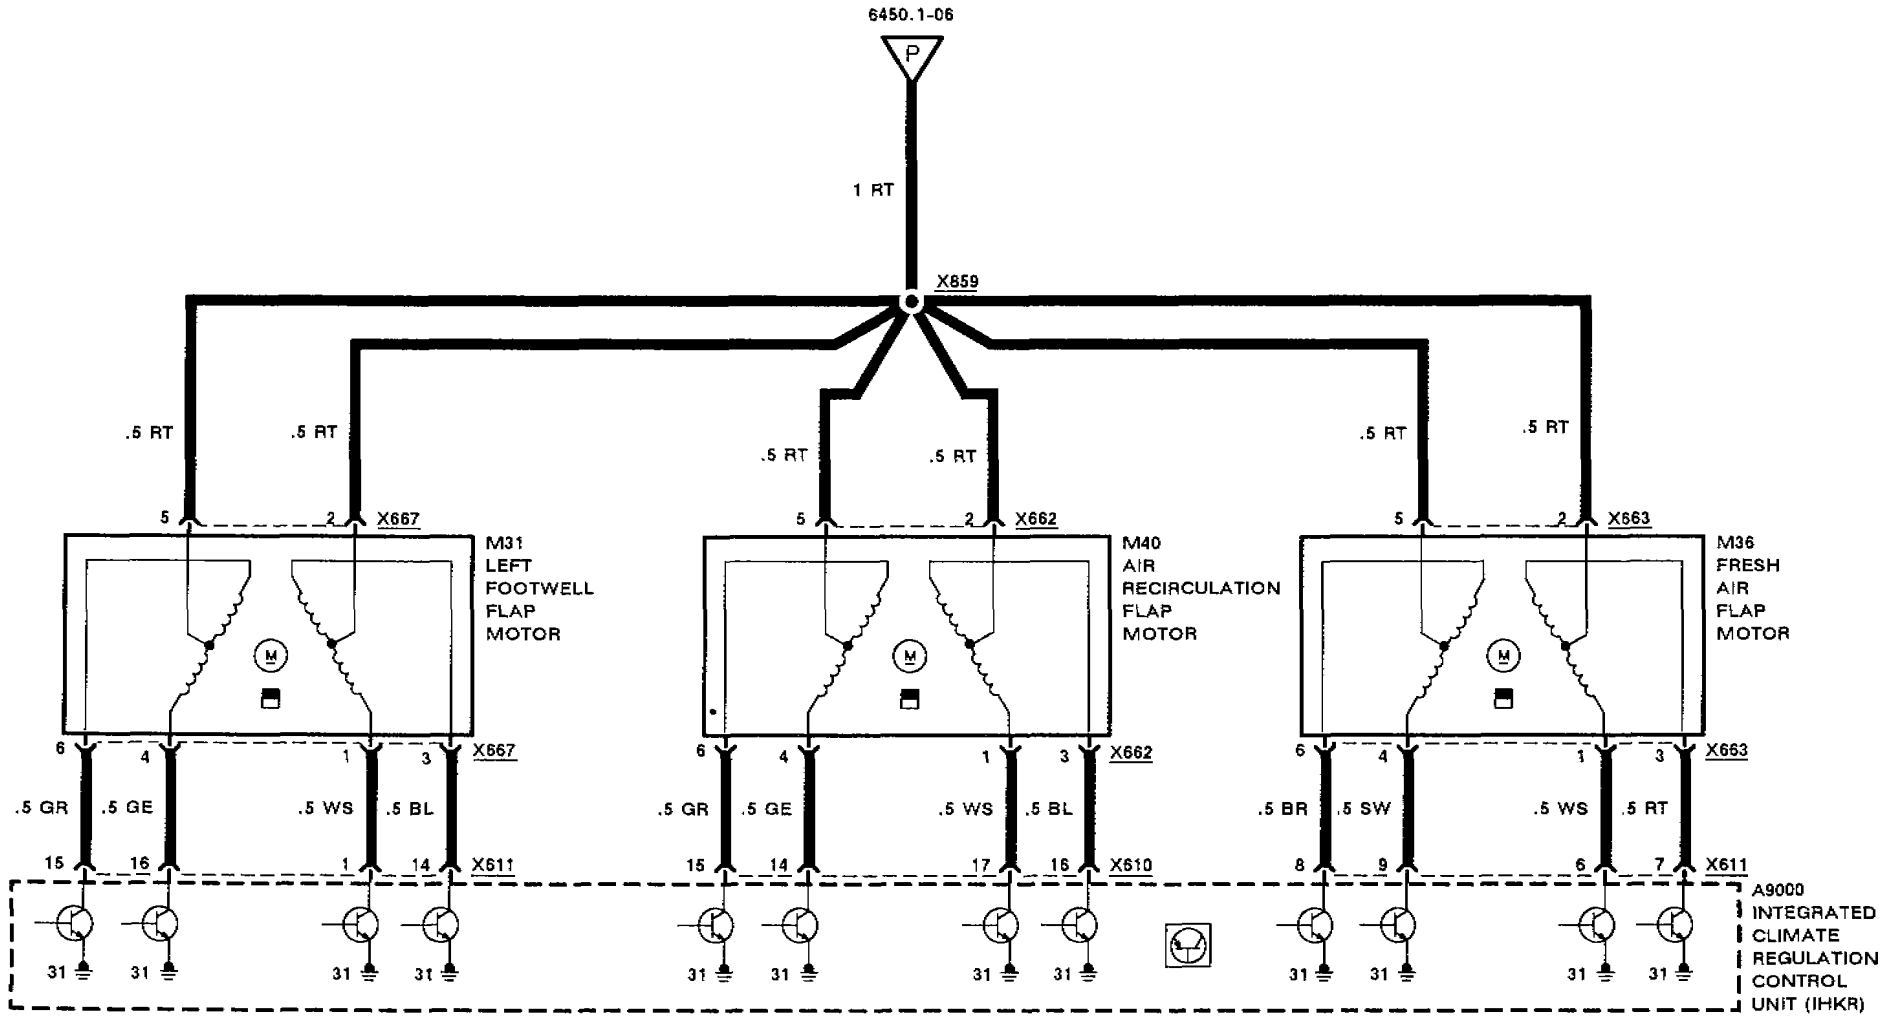 6450.1-06
P
1 RT
X859
.5 RT
.5 RT
.5 RT
.5 RT
.5 RT
.5 RT
5
2
X667
5
2
X662
5
2
X663
M31
LEFT
FOOTWELL
FLAP
MOTOR
M
M40
AIR
RECIRCULATION
FLAP
MOTOR
M
M36
FRESH
AIR
FLAP
MOTOR
M
6
4
1
3
X667
6
4
1
3
X662
6
4
1
3
X663
.5 GR
.5 GE
.5 WS
.5 BL
.5 GR
.5 GE
.5 WS
.5 BL
.5 BR
.5 SW
.5 WS
.5 RT
15
16
1
14
X611
15
14
17
16
X610
8
9
6
7
X611
A9000
INTEGRATED
CLIMATE
REGULATION
CONTROL
UNIT (IHKR)
31
31
31
31
31
31
31
31
31
31
31
31